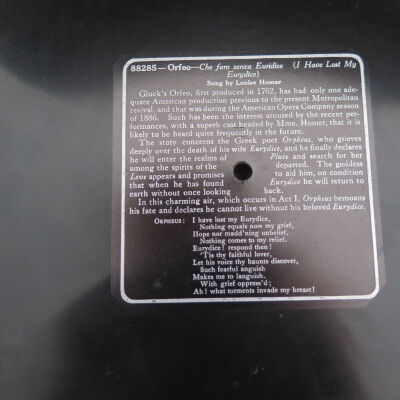 88285—Orfeo—Che faro senza Euridice (I Have Lost My
Eurydice)
Sung by Louise Homer
Gluck's Orfeo, first produced in 1762, has had only one ade-
quate American production previous to the present Metropolitan
revival, and that was during the American Opera Company season
of 1886. Such has been the interest aroused by the recent per-
formances, with a superb cast headed by Mme. Homer, that it is
likely to be heard quite frequently in the future.
The story concerns the Greek poet Orpheus, who grieves
deeply over the death of his wife Eurydice, and he finally declares
he will enter the realms of Pluto and search for her
among the spirits of the departed. The goddess
Love appears and promises to aid him, on condition
that when he has found Eurydice he will return to
earth without once looking back.
In this charming air, which occurs in Act I, Orpheus bemoans
his fate and declares he cannot live without his beloved Eurydice.
ORPHEUS: I have lost my Eurydice,
Nothing equals now my grief,
Hope nor madd'ning unbelief,
Nothing comes to my relief.
Eurydice! respond then!
'Tis thy faithful lover,
Let his voice thy haunts discover,
Such fearful anguish
Makes me to languish.
With grief oppress'd;
Ah! what torments invade my breast!